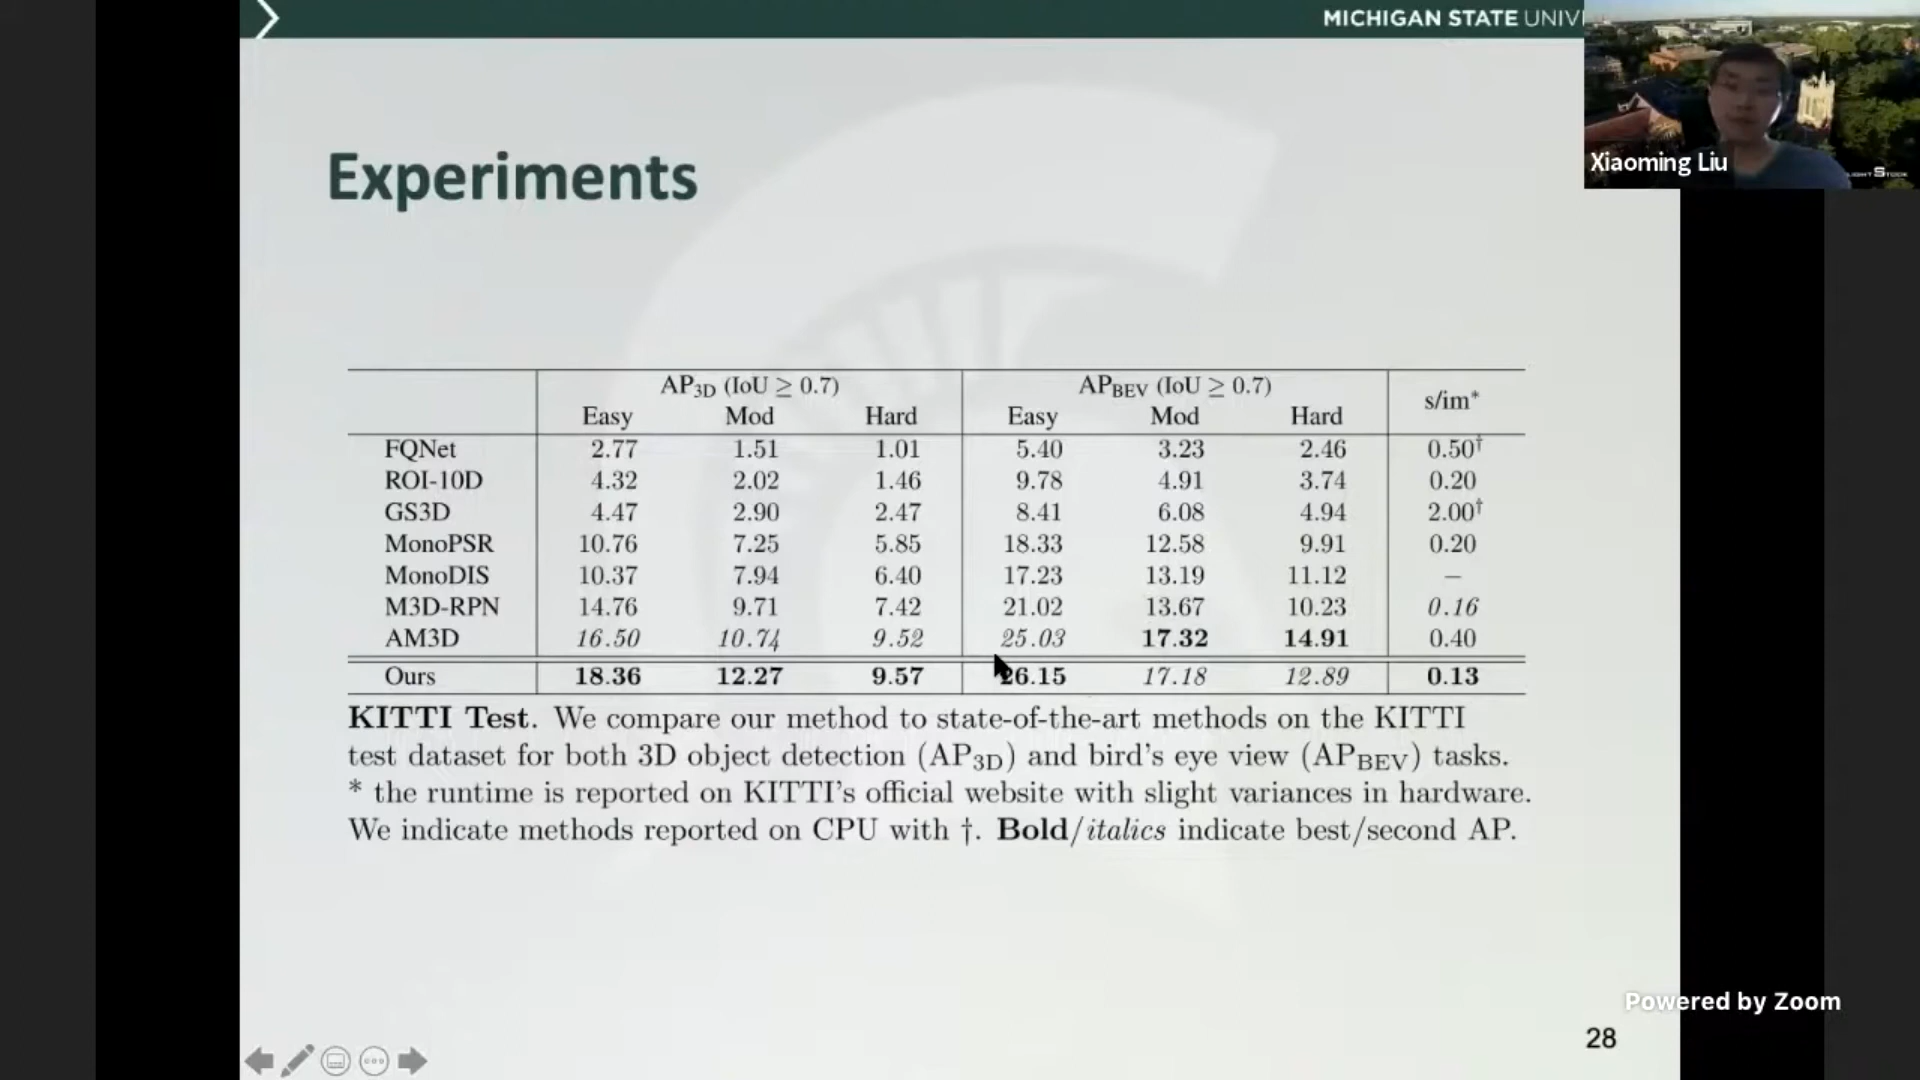 MICHIGAN STATE UNIV
Xiaoming Liu
Experiments
AP3D (IoU ≥ 0.7) APBEV (IoU ≥ 0.7) s/im*
Easy Mod Hard Easy Mod Hard
FQNet 2.77 1.51 1.01 5.40 3.23 2.46 0.50†
ROI-10D 4.32 2.02 1.46 9.78 4.91 3.74 0.20
GS3D 4.47 2.90 2.47 8.41 6.08 4.94 2.00†
MonoPSR 10.76 7.25 5.85 18.33 12.58 9.91 0.20
MonoDIS 10.37 7.94 6.40 17.23 13.19 11.12 –
M3D-RPN 14.76 9.71 7.42 21.02 13.67 10.23 0.16
AM3D 16.50 10.74 9.52 25.03 17.32 14.91 0.40
Ours 18.36 12.27 9.57 26.15 17.18 12.89 0.13
KITTI Test. We compare our method to state-of-the-art methods on the KITTI
test dataset for both 3D object detection (AP3D) and bird's eye view (APBEV) tasks.
* the runtime is reported on KITTI's official website with slight variances in hardware.
We indicate methods reported on CPU with †. Bold/italics indicate best/second AP.
Powered by Zoom
28